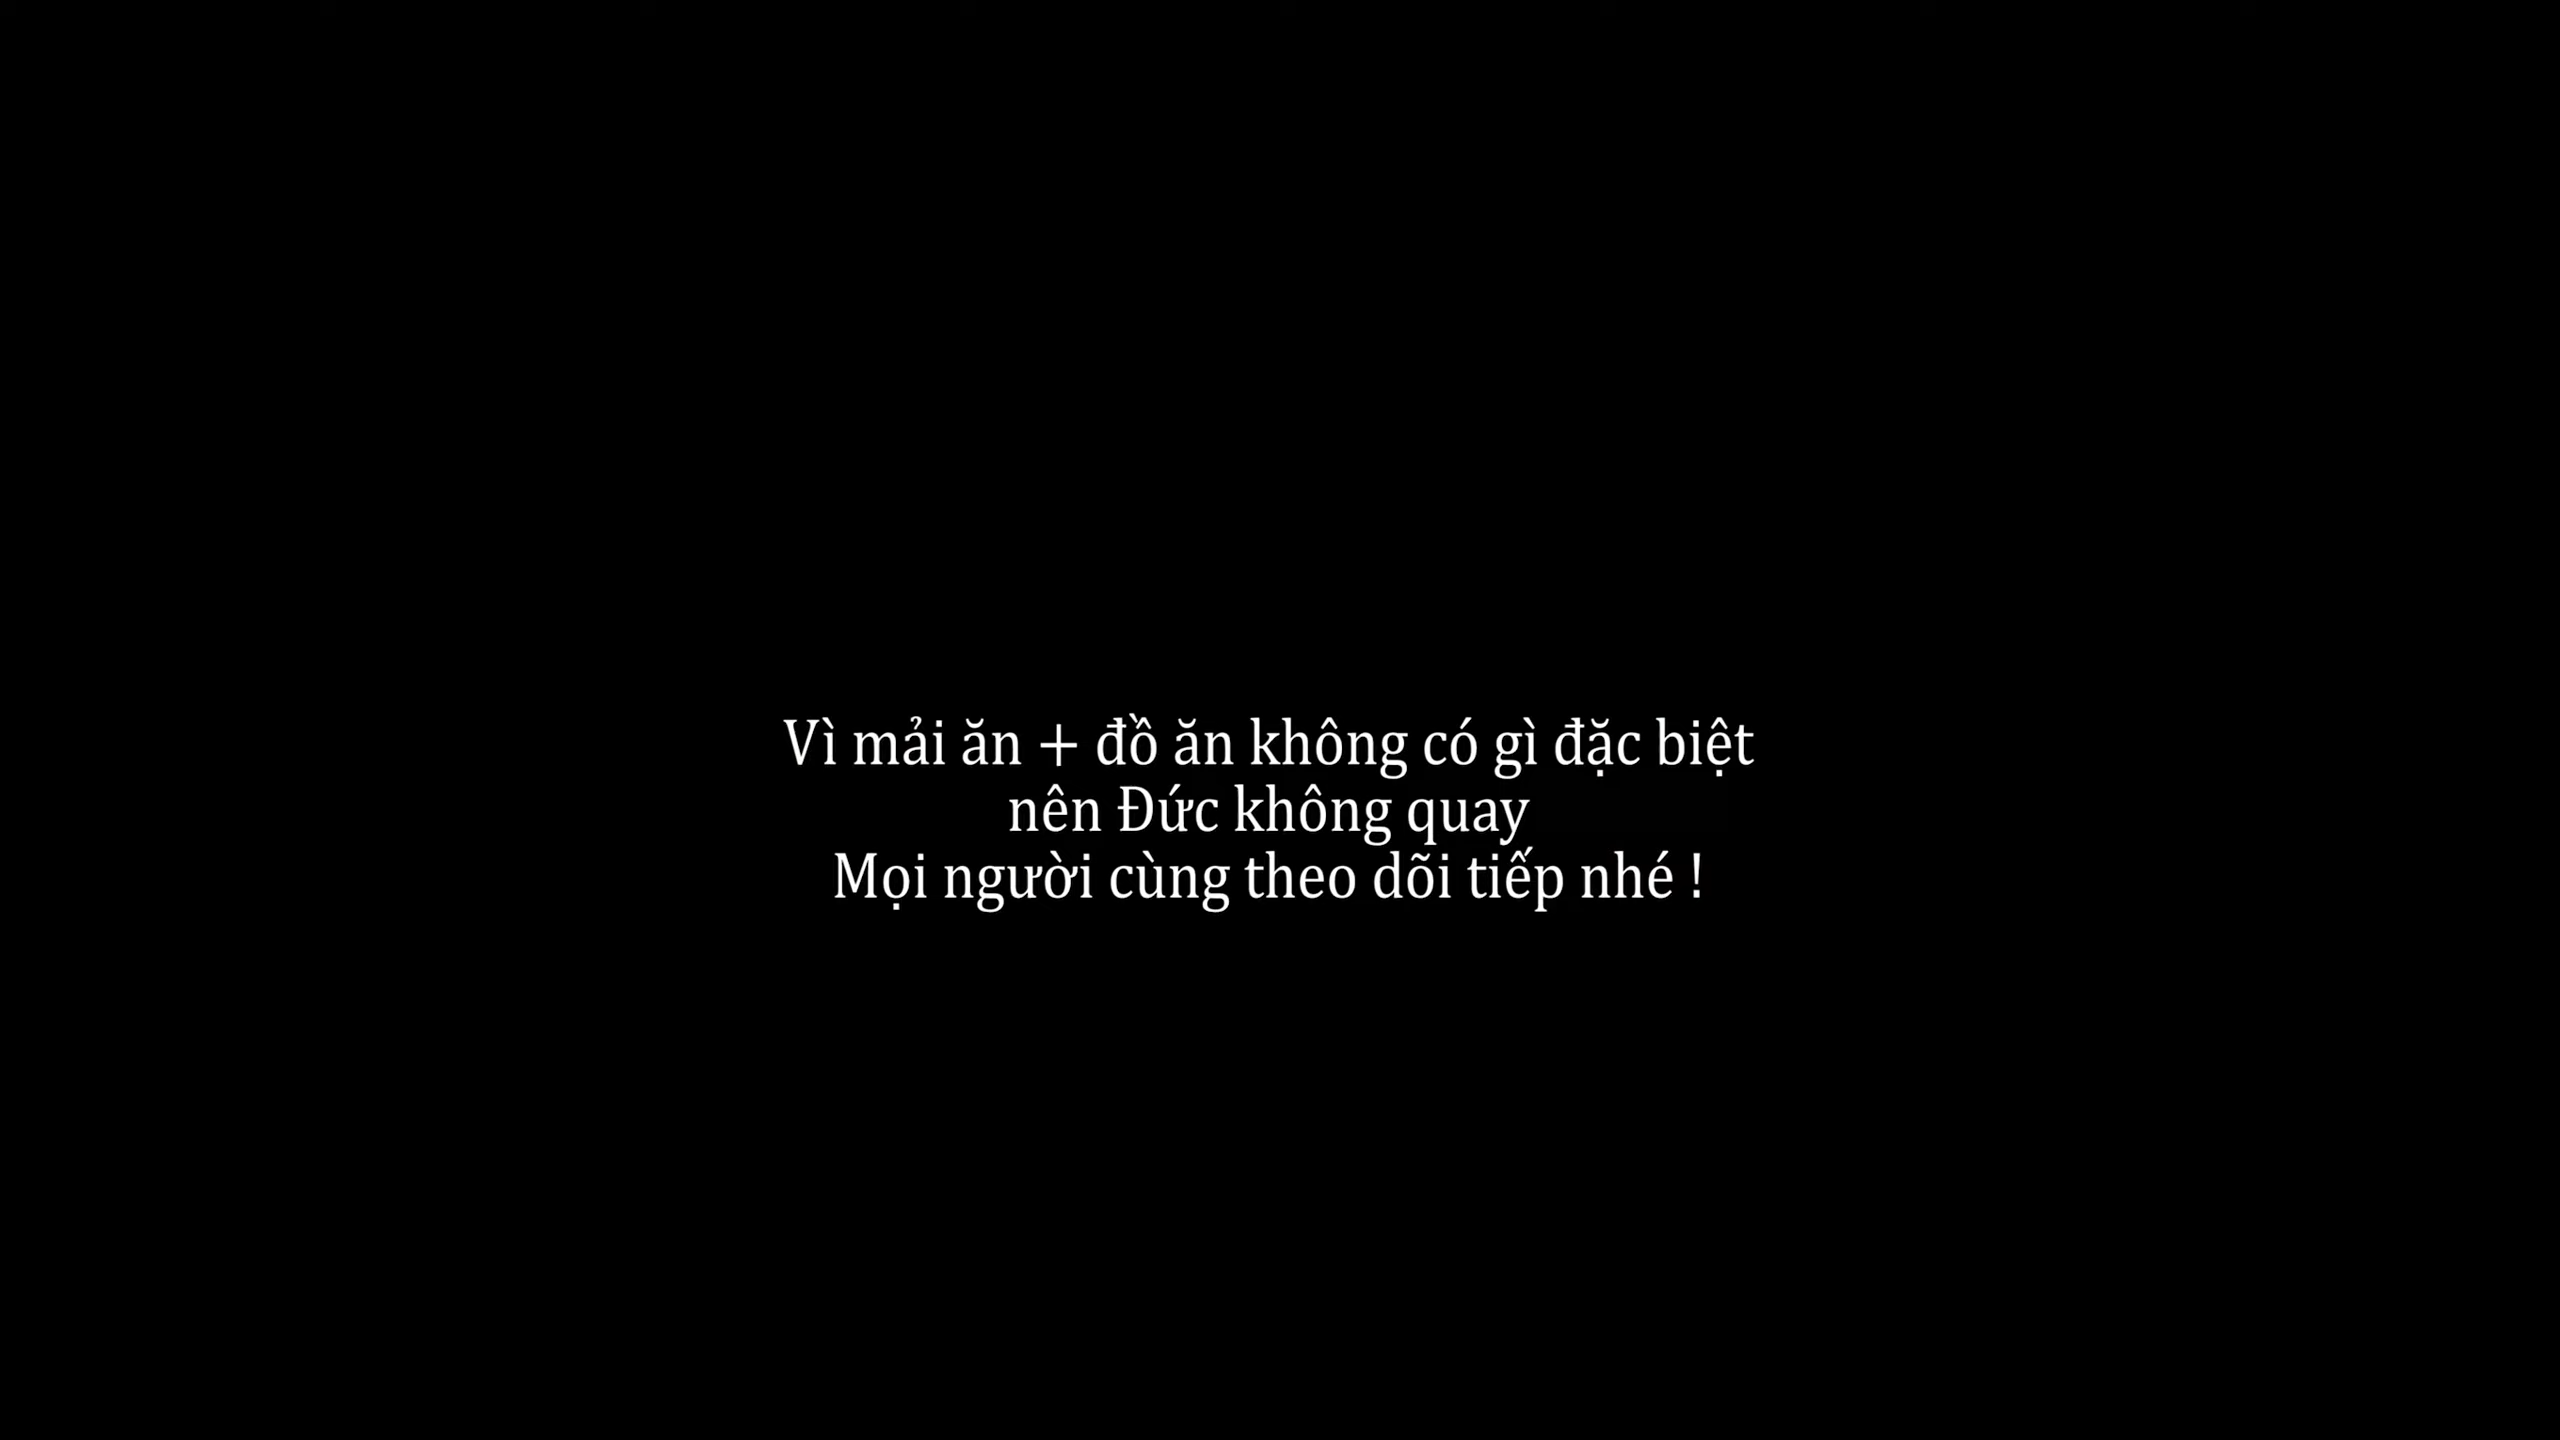 Vì mải ăn + đồ ăn không có gì đặc biệt
nên Đức không quay
Mọi người cùng theo dõi tiếp nhé !